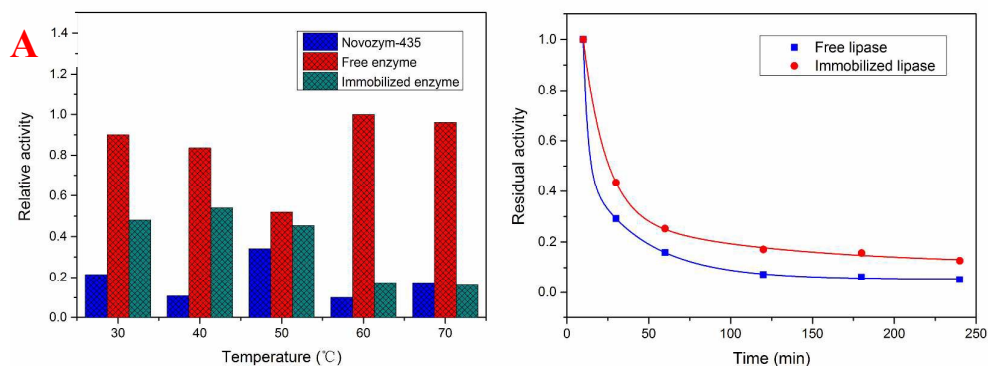 A
Relative activity
1.4
1.2
1.0
0.8
0.6
0.4
0.2
0.0
Novozym-435
Free enzyme
Immobilized enzyme
30 40 50 60 70
Temperature (℃)
Residual activity
1.0
0.8
0.6
0.4
0.2
0.0
Free lipase
Immobilized lipase
0 50 100 150 200 250
Time (min)